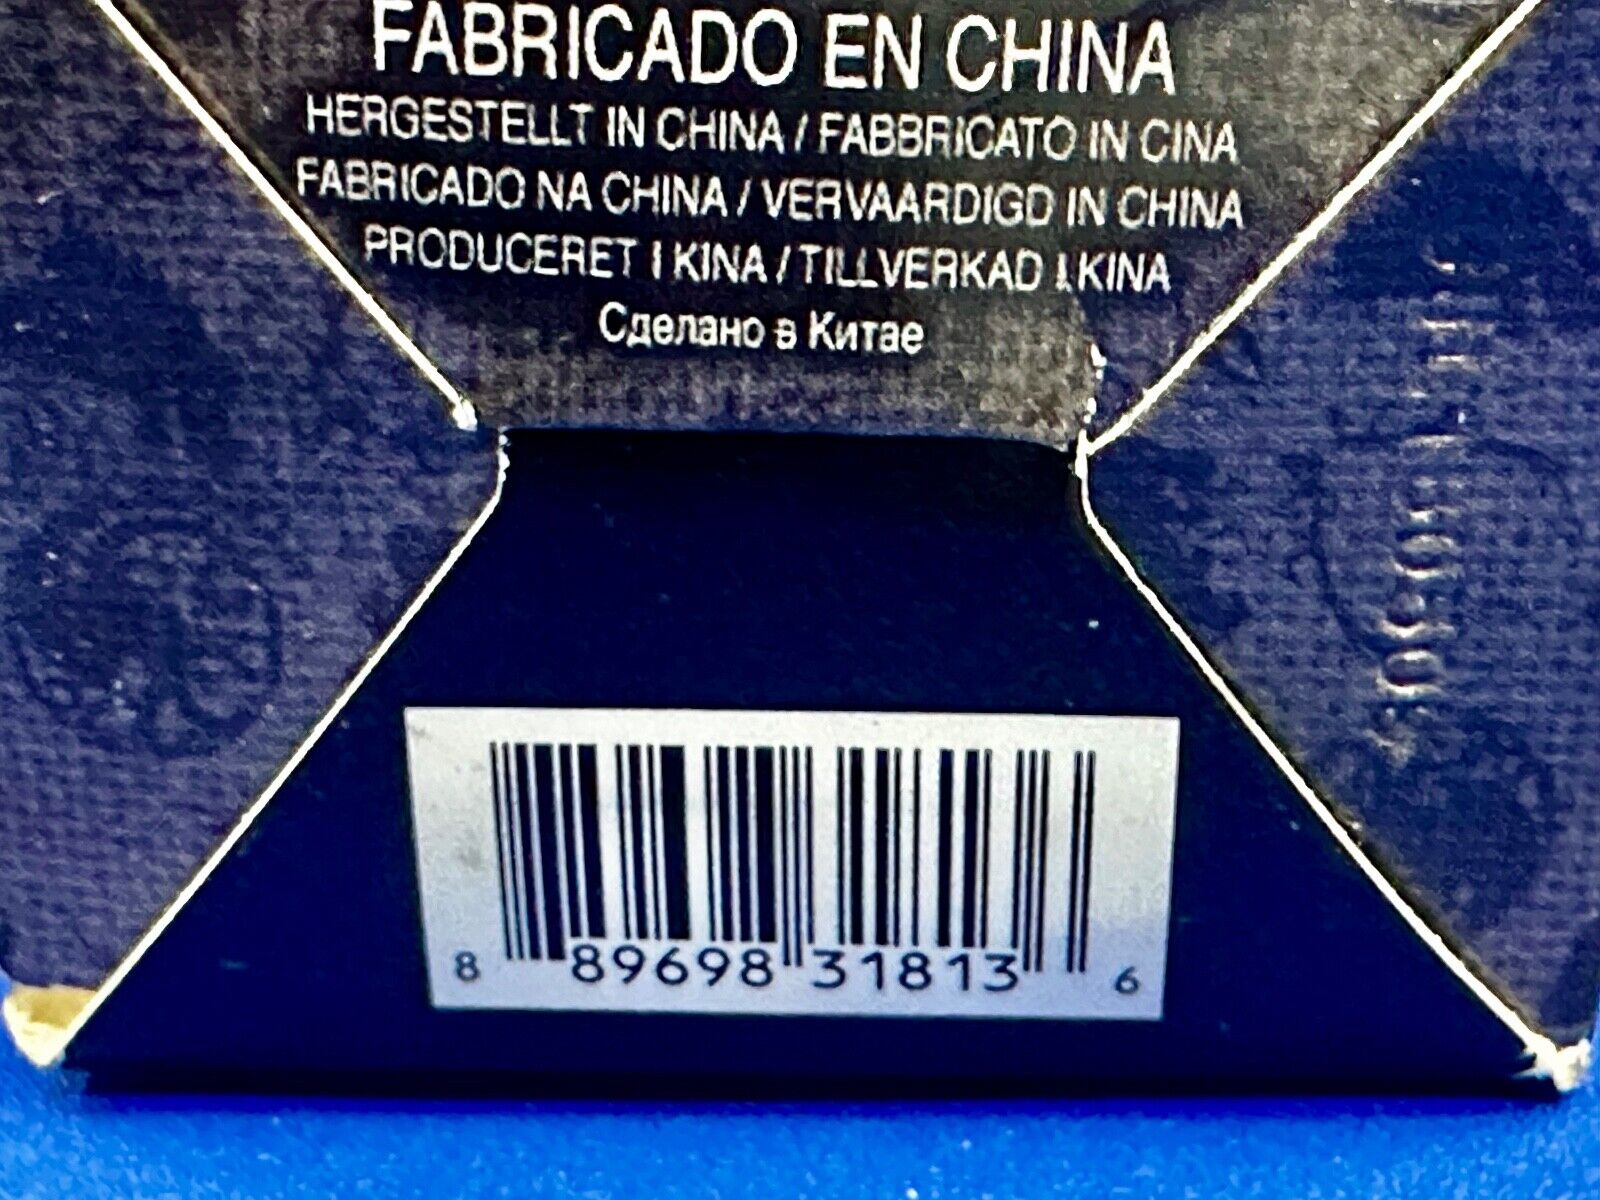 FABRICADO EN CHINA
HERGESTELLT IN CHINA / FABBRICATO IN CINA
FABRICADO NA CHINA / VERVAARDIGD IN CHINA
PRODUCERET I KINA / TILLVERKAD I KINA
Сделано в Китае
8 89698 31813 6